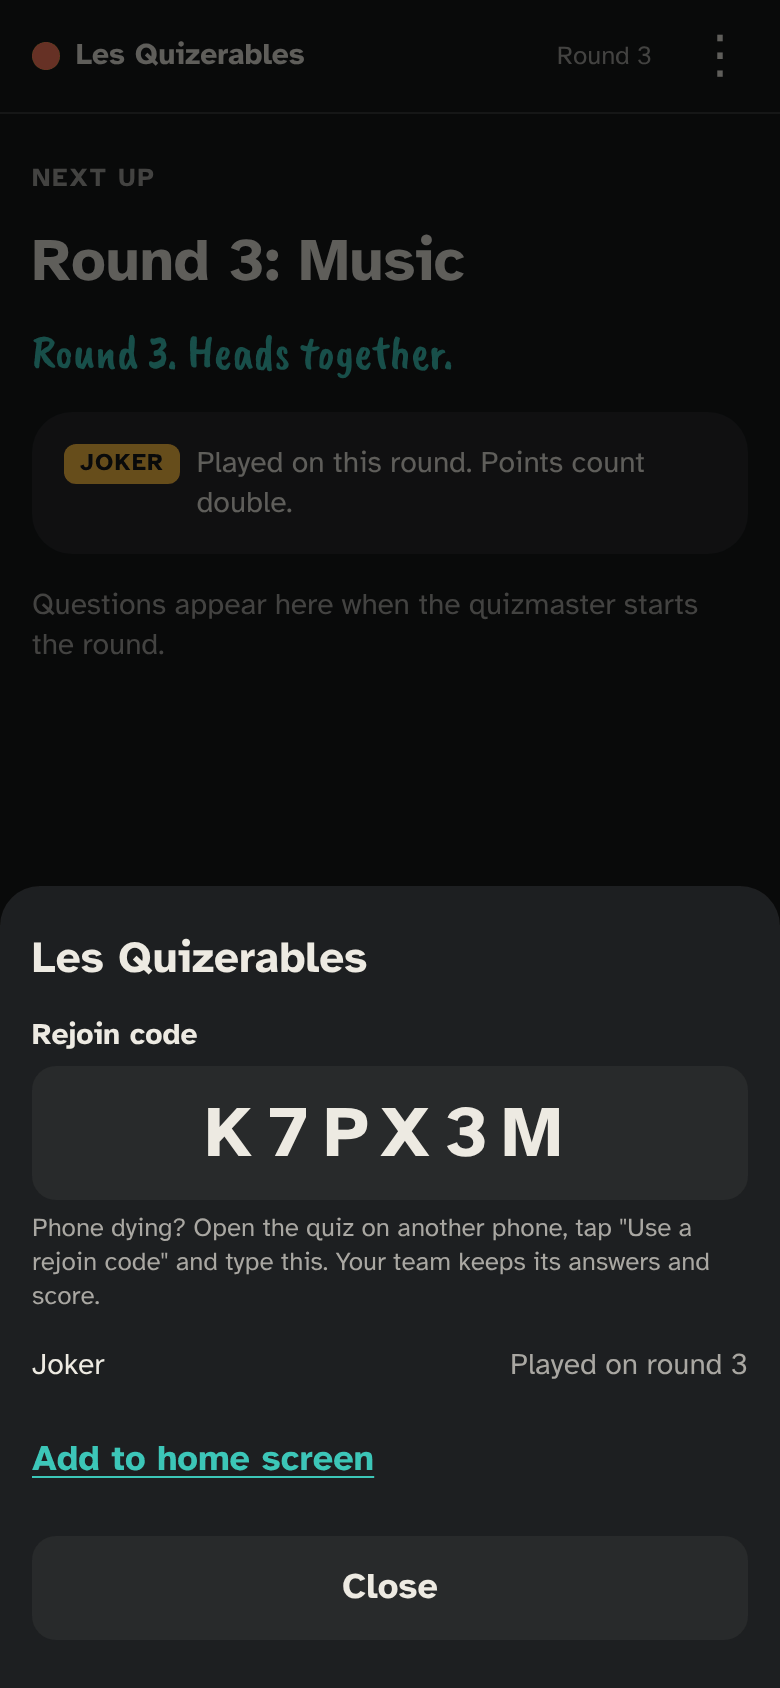 Les Quizerables
Round 3
NEXT UP
Round 3: Music
Round 3. Heads together.
JOKER
Played on this round. Points count
double.
Questions appear here when the quizmaster starts
the round.
Les Quizerables
Rejoin code
K7PX3M
Phone dying? Open the quiz on another phone, tap "Use a
rejoin code" and type this. Your team keeps its answers and
score.
Joker
Played on round 3
Add to home screen
Close